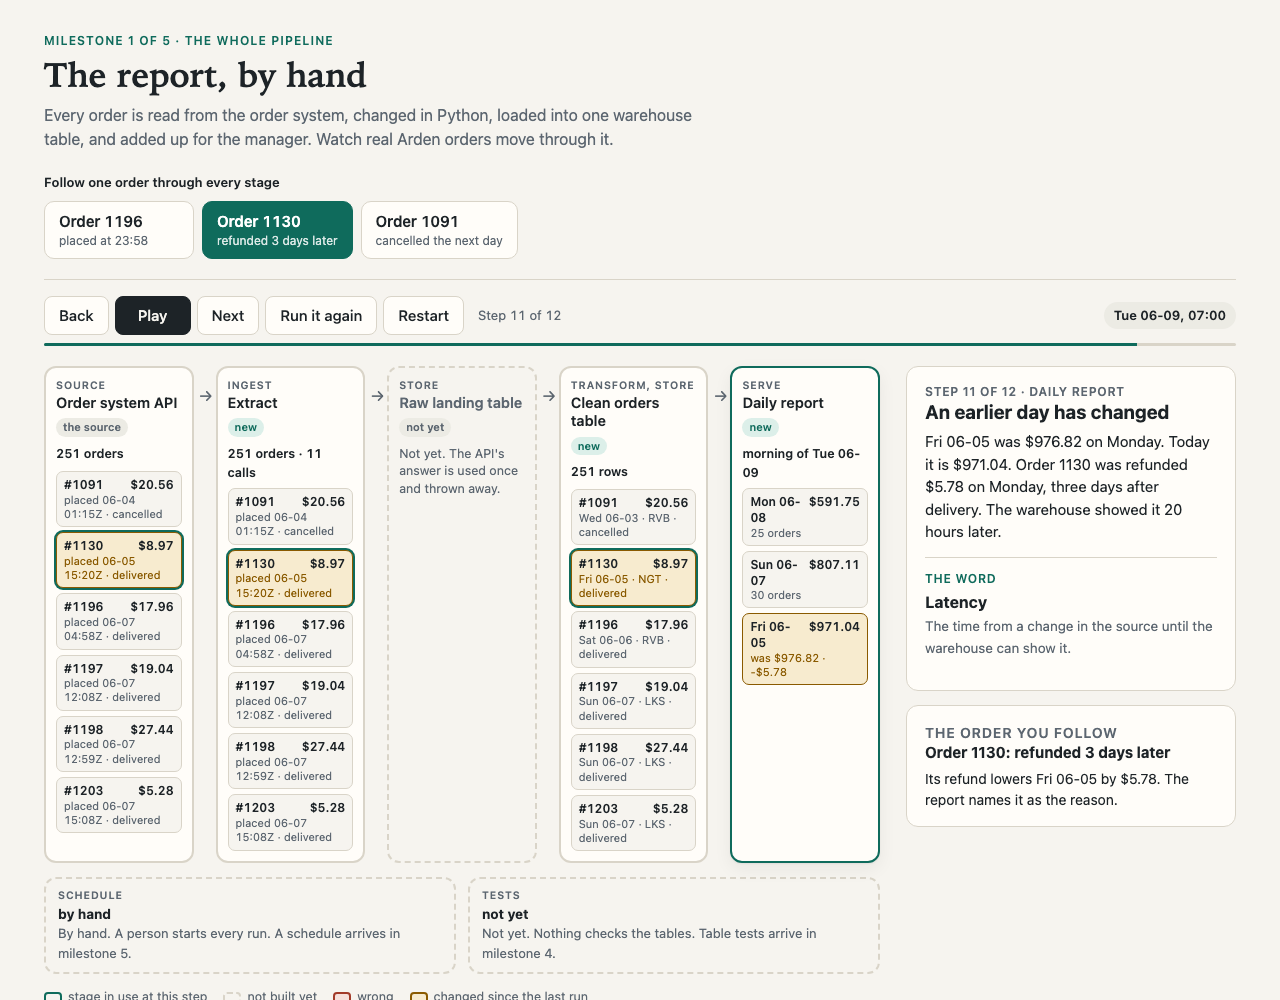 MILESTONE 1 OF 5 · THE WHOLE PIPELINE
The report, by hand
Every order is read from the order system, changed in Python, loaded into one warehouse
table, and added up for the manager. Watch real Arden orders move through it.
Follow one order through every stage
Order 1196
placed at 23:58
Order 1130
refunded 3 days later
Order 1091
cancelled the next day
Back
Play
Next
Run it again
Restart
Step 11 of 12
Tue 06-09, 07:00
SOURCE
Order system API
the source
251 orders
#1091 $20.56
placed 06-04
01:15Z · cancelled
#1130 $8.97
placed 06-05
15:20Z · delivered
#1196 $17.96
placed 06-07
04:58Z · delivered
#1197 $19.04
placed 06-07
12:08Z · delivered
#1198 $27.44
placed 06-07
12:59Z · delivered
#1203 $5.28
placed 06-07
15:08Z · delivered
→
INGEST
Extract
new
251 orders · 11
calls
#1091 $20.56
placed 06-04
01:15Z · cancelled
#1130 $8.97
placed 06-05
15:20Z · delivered
#1196 $17.96
placed 06-07
04:58Z · delivered
#1197 $19.04
placed 06-07
12:08Z · delivered
#1198 $27.44
placed 06-07
12:59Z · delivered
#1203 $5.28
placed 06-07
15:08Z · delivered
→
STORE
Raw landing table
not yet
Not yet. The API's
answer is used once
and thrown away.
→
TRANSFORM, STORE
Clean orders
table
new
251 rows
#1091 $20.56
Wed 06-03 · RVB ·
cancelled
#1130 $8.97
Fri 06-05 · NGT ·
delivered
#1196 $17.96
Sat 06-06 · RVB ·
delivered
#1197 $19.04
Sun 06-07 · LKS ·
delivered
#1198 $27.44
Sun 06-07 · LKS ·
delivered
#1203 $5.28
Sun 06-07 · LKS ·
delivered
→
SERVE
Daily report
new
morning of Tue 06-
09
Mon 06- $591.75
08
25 orders
Sun 06- $807.11
07
30 orders
Fri 06- $971.04
05
was $976.82 ·
-$5.78
STEP 11 OF 12 · DAILY REPORT
An earlier day has changed
Fri 06-05 was $976.82 on Monday. Today
it is $971.04. Order 1130 was refunded
$5.78 on Monday, three days after
delivery. The warehouse showed it 20
hours later.
THE WORD
Latency
The time from a change in the source until the
warehouse can show it.
THE ORDER YOU FOLLOW
Order 1130: refunded 3 days later
Its refund lowers Fri 06-05 by $5.78. The
report names it as the reason.
SCHEDULE
by hand
By hand. A person starts every run. A schedule arrives in
milestone 5.
TESTS
not yet
Not yet. Nothing checks the tables. Table tests arrive in
milestone 4.
stage in use at this step
not built yet
wrong
changed since the last run